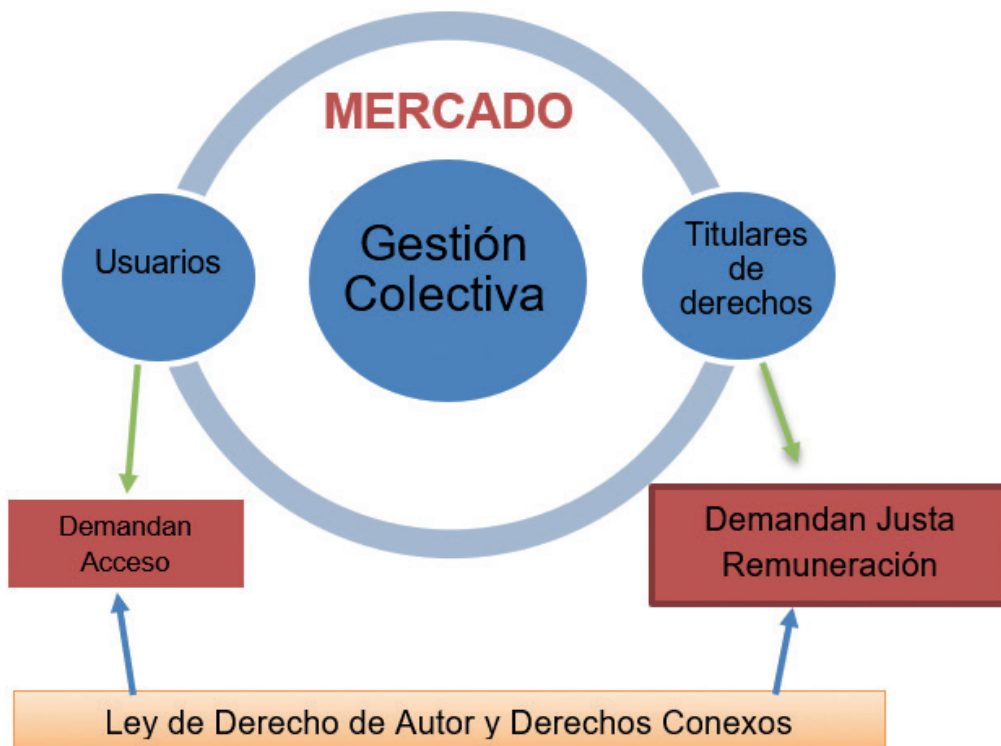 MERCADO
Usuarios
Gestión
Colectiva
Titulares
de
derechos
Demandan
Acceso
Demandan Justa
Remuneración
Ley de Derecho de Autor y Derechos Conexos